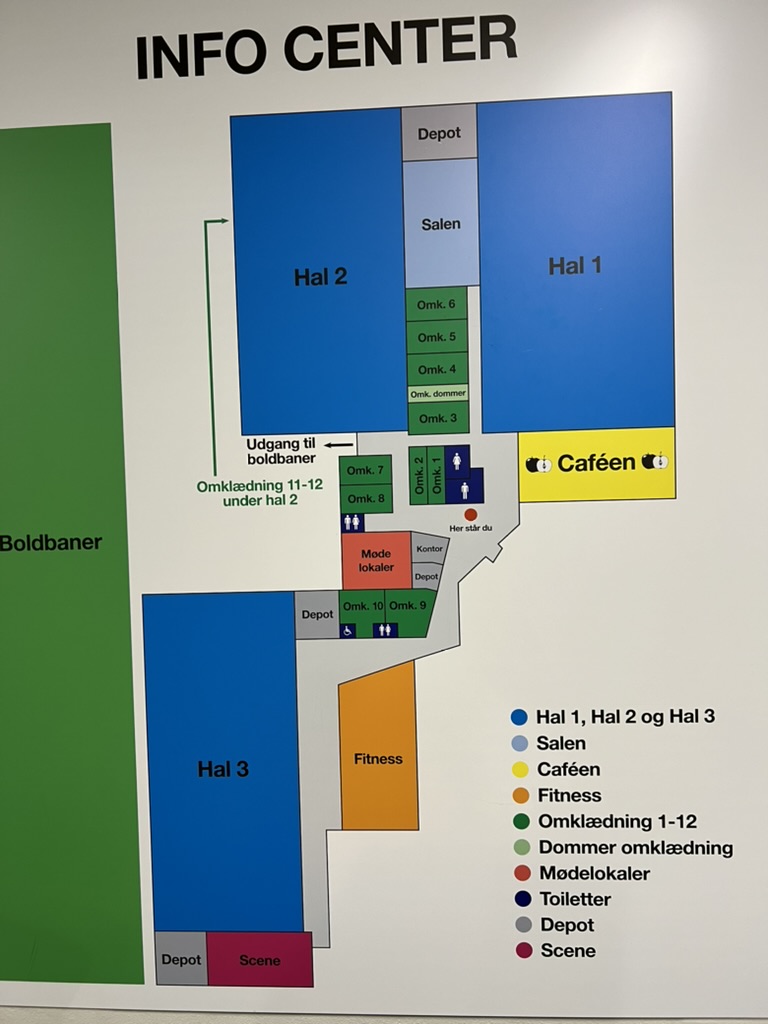 INFO CENTER
Depot
Salen
Hal 2
Hal 1
Omk. 6
Omk. 5
Omk. 4
Omk. dommer
Omk. 3
Udgang til
boldbaner
Caféen
Omk. 7
Omk. 2
Omk. 1
Omklædning 11-12
under hal 2
Omk. 8
Her står du
Boldbaner
Møde
lokaler
Kontor
Depot
Depot
Omk. 10
Omk. 9
Hal 3
Fitness
Depot
Scene
Hal 1, Hal 2 og Hal 3
Salen
Caféen
Fitness
Omklædning 1-12
Dommer omklædning
Mødelokaler
Toiletter
Depot
Scene